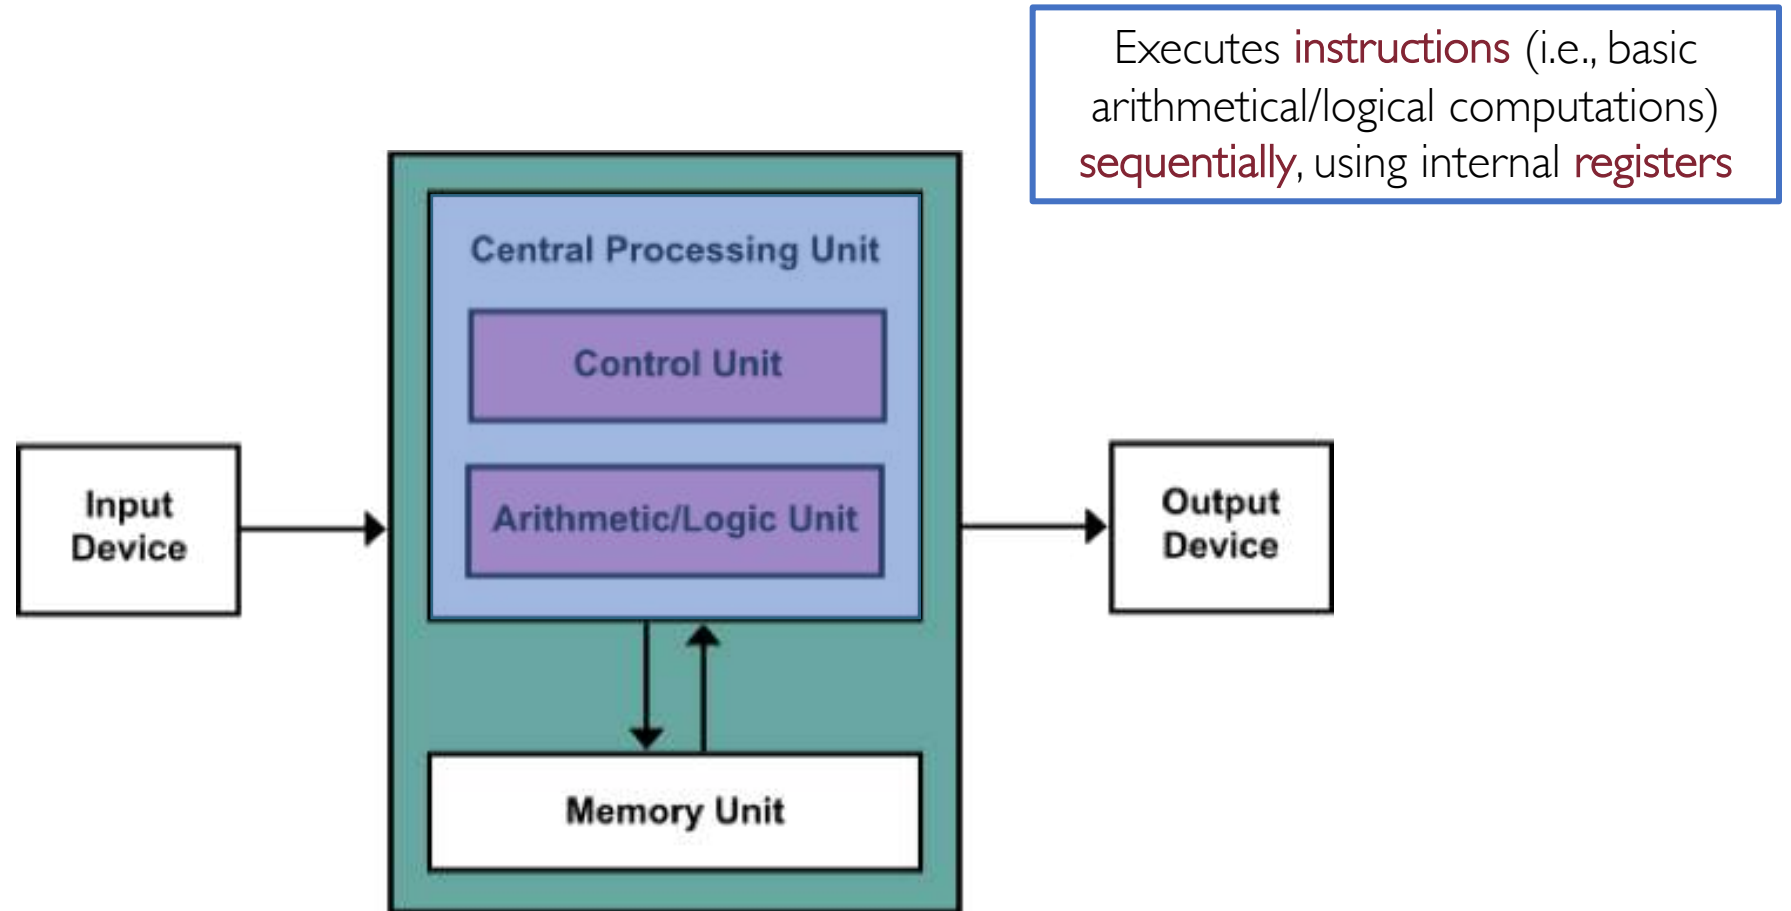 Executes instructions (i.e., basic
arithmetical/logical computations)
sequentially, using internal registers
Central Processing Unit
Control Unit
Arithmetic/Logic Unit
Input
Device
Output
Device
Memory Unit